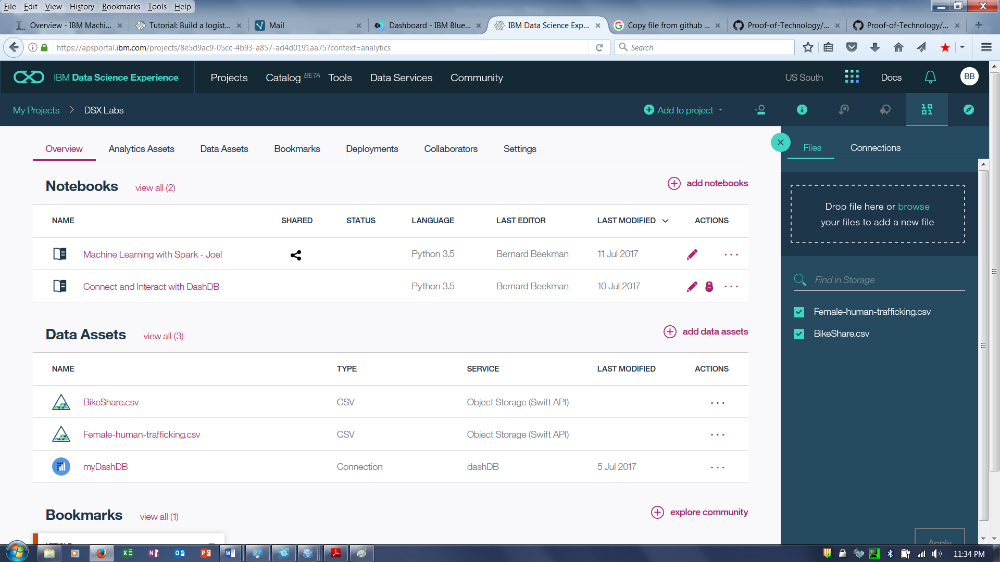 File Edit View History Bookmarks Tools Help
Overview - IBM Machi... Tutorial: Build a logist... Mail Dashboard - IBM Blue... IBM Data Science Exp... Copy file from github ... Proof-of-Technology/... Proof-of-Technology/...
https://apsportal.ibm.com/projects/8e5d9ac9-05cc-4b93-a857-ad4d0191aa75?context=analytics Search
IBM Data Science Experience Projects Catalog BETA Tools Data Services Community US South Docs BB
My Projects > DSX Labs Add to project
Overview Analytics Assets Data Assets Bookmarks Deployments Collaborators Settings
Files Connections
Notebooks view all (2) add notebooks
NAME SHARED STATUS LANGUAGE LAST EDITOR LAST MODIFIED ACTIONS
Machine Learning with Spark - Joel Python 3.5 Bernard Beekman 11 Jul 2017
Connect and Interact with DashDB Python 3.5 Bernard Beekman 10 Jul 2017
Data Assets view all (3) add data assets
NAME TYPE SERVICE LAST MODIFIED ACTIONS
BikeShare.csv CSV Object Storage (Swift API)
Female-human-trafficking.csv CSV Object Storage (Swift API)
myDashDB Connection dashDB 5 Jul 2017
Bookmarks view all (1) explore community
ARTICLE
Drop file here or browse
your files to add a new file
Find in Storage
Female-human-trafficking.csv
BikeShare.csv
Apply
11:34 PM